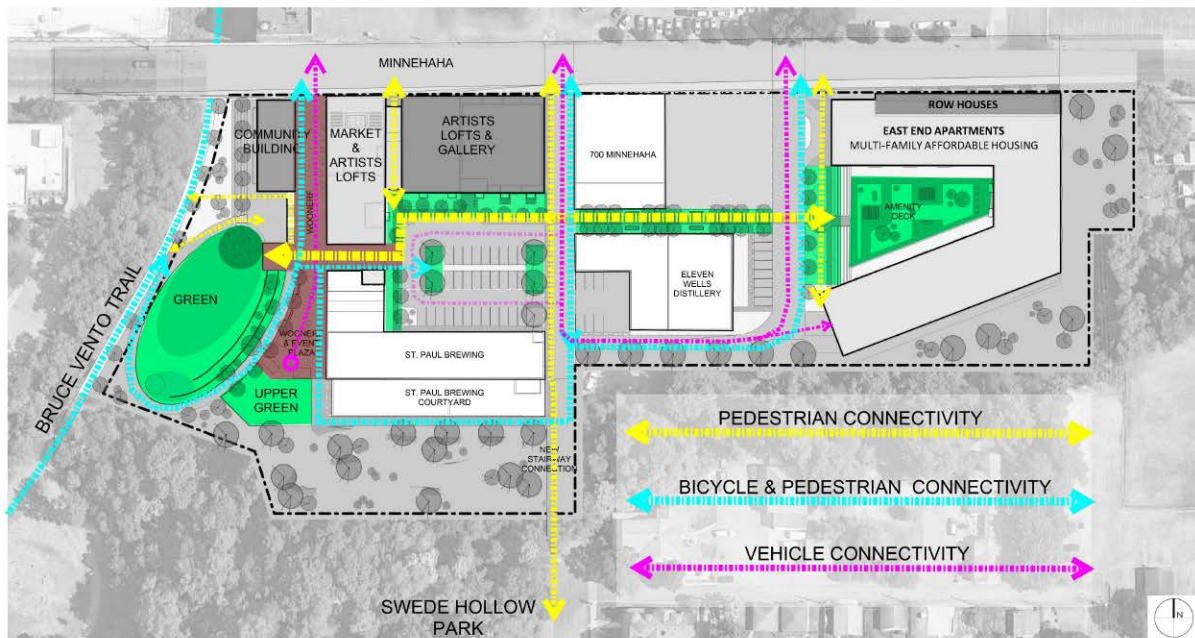 MINNEHAHA
COMMUNITY
BUILDING
WOONERF
MARKET
&
ARTISTS
LOFTS
ARTISTS
LOFTS &
GALLERY
700 MINNEHAHA
ROW HOUSES
EAST END APARTMENTS
MULTI-FAMILY AFFORDABLE HOUSING
AMENITY
DECK
BRUCE VENTO TRAIL
GREEN
WOONERF
& EVENT
PLAZA
UPPER
GREEN
ST. PAUL BREWING
ST. PAUL BREWING
COURTYARD
ELEVEN
WELLS
DISTILLERY
NEW
STAIRWAY
CONNECTION
SWEDE HOLLOW
PARK
PEDESTRIAN CONNECTIVITY
BICYCLE & PEDESTRIAN CONNECTIVITY
VEHICLE CONNECTIVITY
N